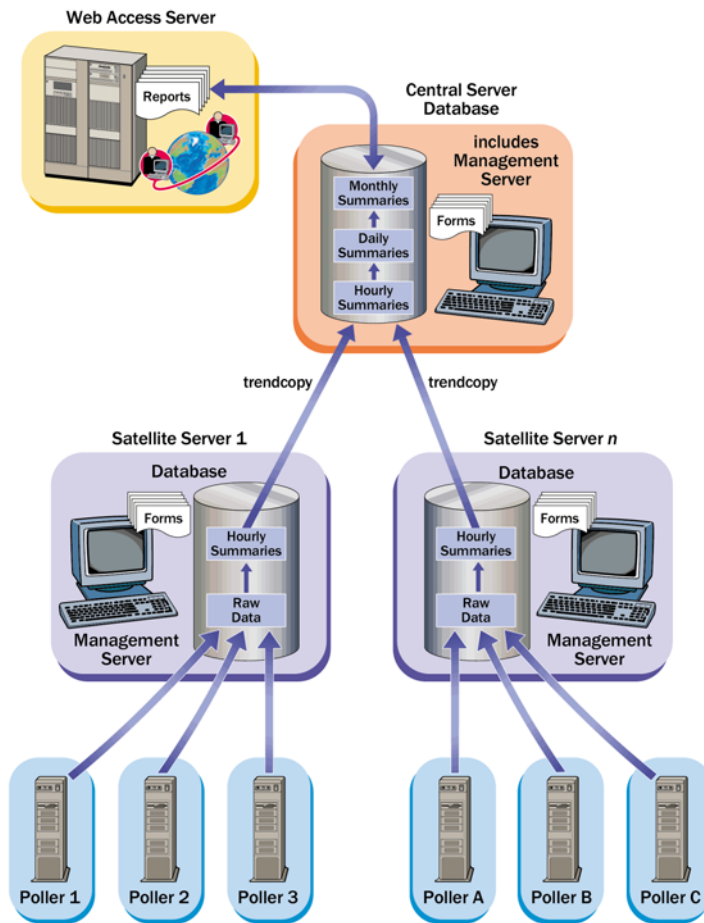 Web Access Server
Reports
Central Server
Database
includes
Management
Server
Monthly
Summaries
Daily
Summaries
Hourly
Summaries
Forms
trendcopy
trendcopy
Satellite Server 1
Database
Forms
Hourly
Summaries
Raw
Data
Management
Server
Satellite Server n
Database
Hourly
Summaries
Raw
Data
Forms
Management
Server
Poller 1
Poller 2
Poller 3
Poller A
Poller B
Poller C